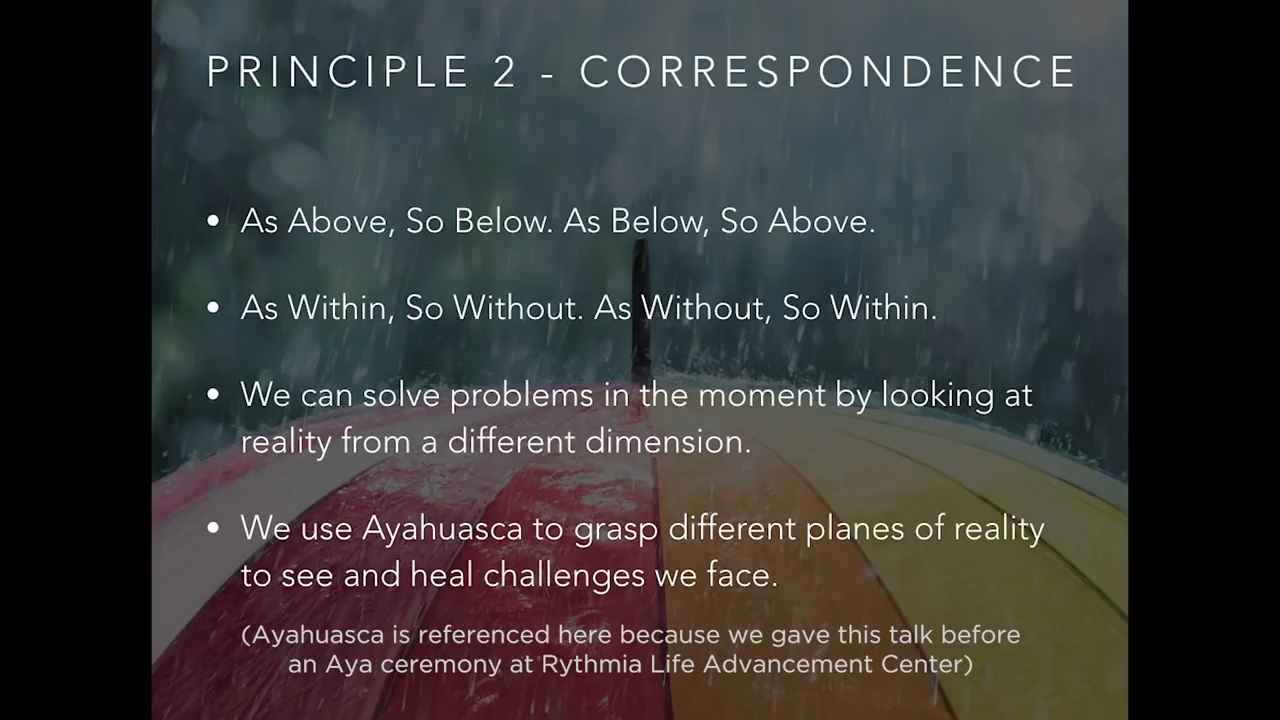 PRINCIPLE 2 - CORRESPONDENCE
• As Above, So Below. As Below, So Above.
• As Within, So Without. As Without, So Within.
• We can solve problems in the moment by looking at
reality from a different dimension.
• We use Ayahuasca to grasp different planes of reality
to see and heal challenges we face.
(Ayahuasca is referenced here because we gave this talk before
an Aya ceremony at Rythmia Life Advancement Center)